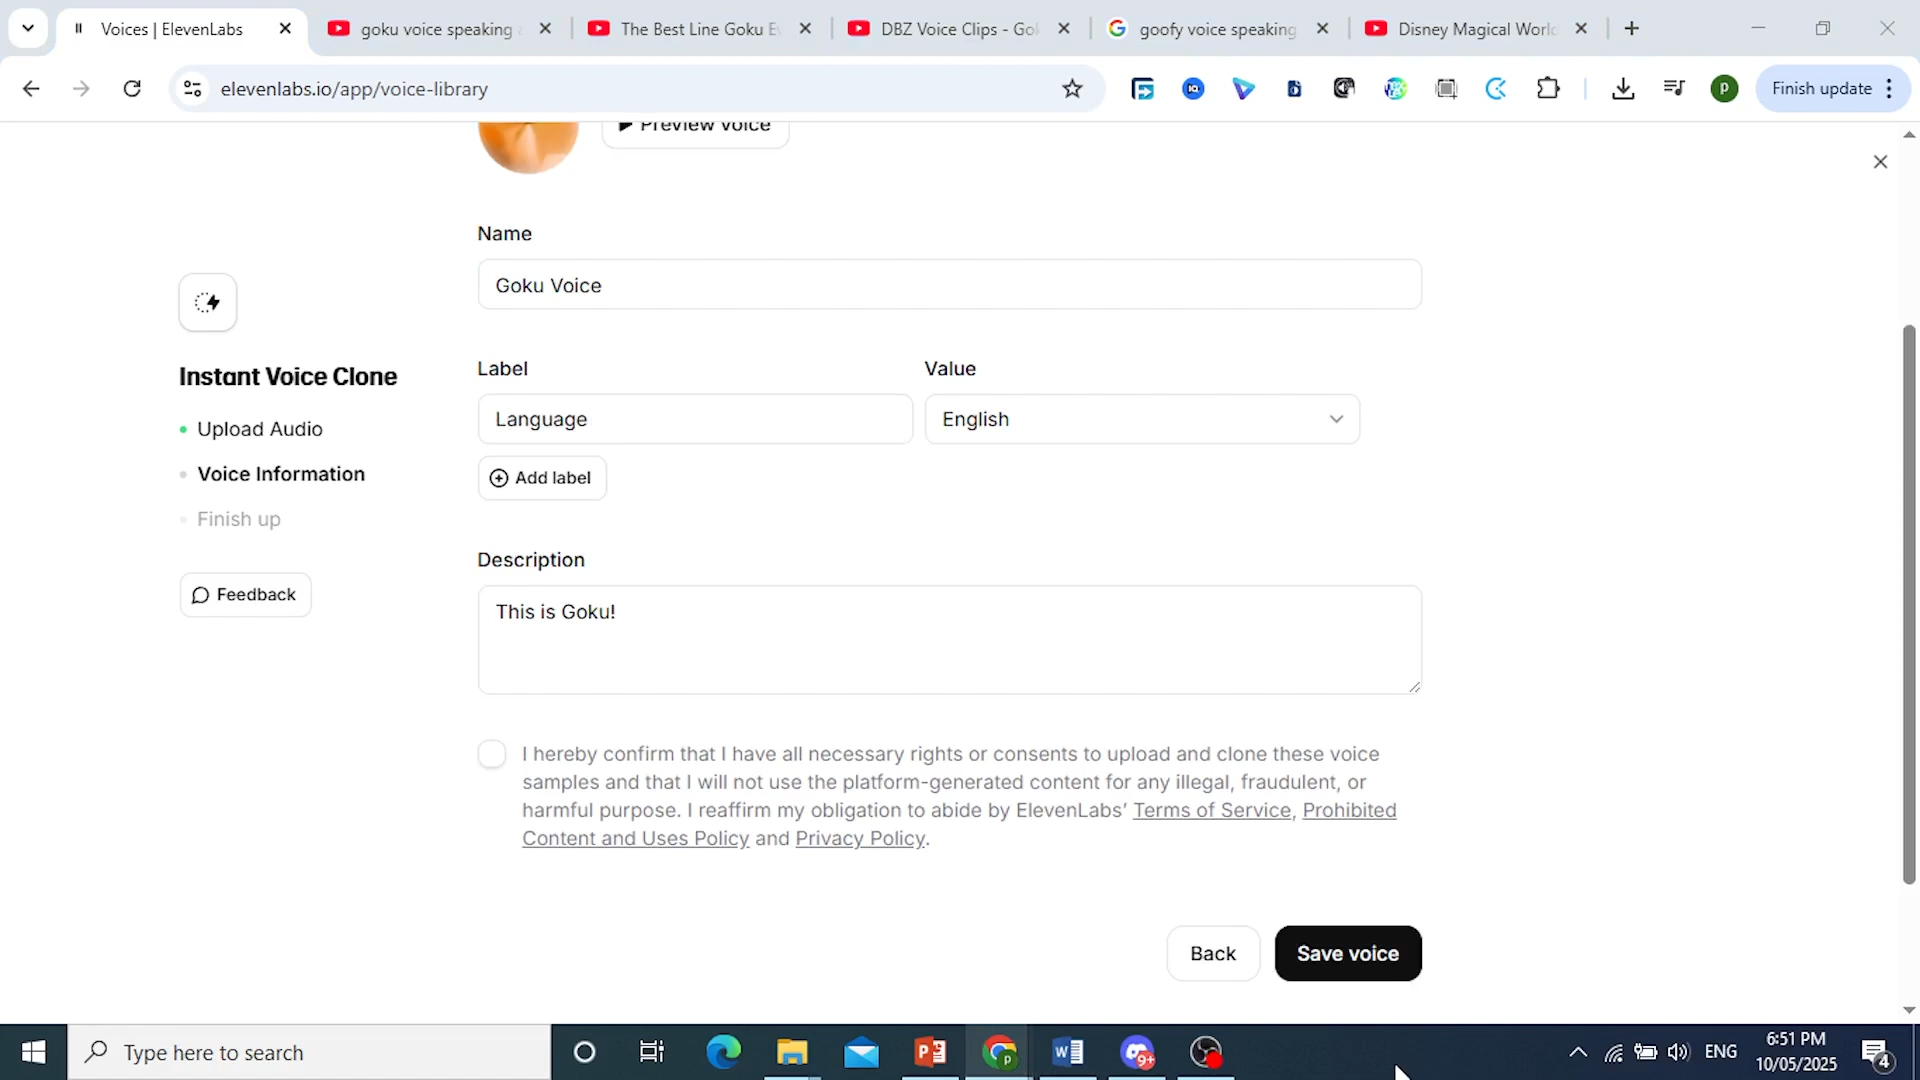 Voices | ElevenLabs
goku voice speaking
The Best Line Goku E
DBZ Voice Clips - Go
goofy voice speaking
Disney Magical World
elevenlabs.io/app/voice-library
Finish update
Preview voice
Name
Goku Voice
Instant Voice Clone
Upload Audio
Voice Information
Finish up
Feedback
Label
Value
Language
English
Add label
Description
This is Goku!
I hereby confirm that I have all necessary rights or consents to upload and clone these voice
samples and that I will not use the platform-generated content for any illegal, fraudulent, or
harmful purpose. I reaffirm my obligation to abide by ElevenLabs' Terms of Service, Prohibited
Content and Uses Policy and Privacy Policy.
Back
Save voice
Type here to search
9+
ENG
6:51 PM
10/05/2025
4